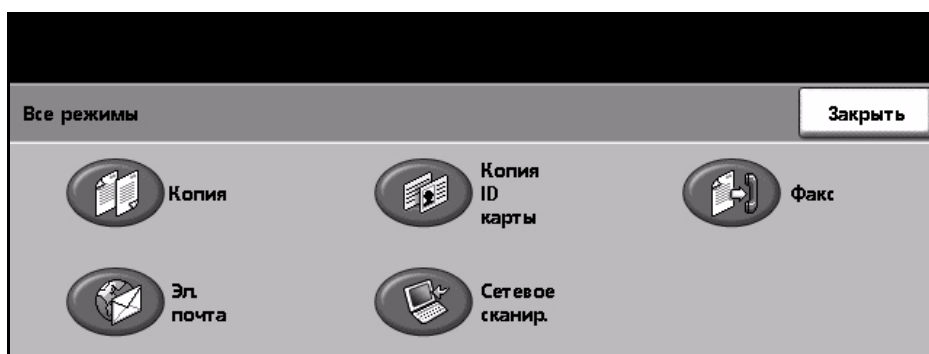 Все режимы
Закрыть
Копия
Копия
ID
карты
Факс
Эл.
почта
Сетевое
сканир.